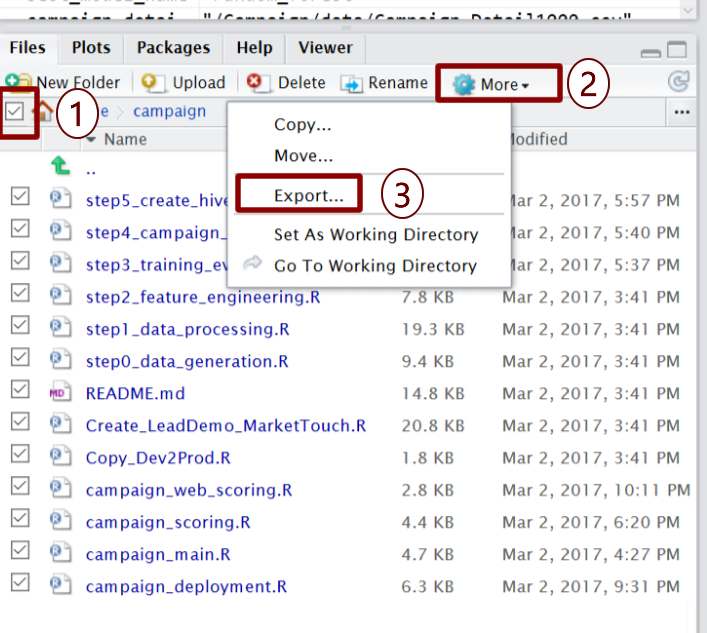 "/Campaign/data/Campaign_Detail1000.csv"
Files Plots Packages Help Viewer
New Folder Upload Delete Rename More
2
1
e campaign ...
Name Modified
Copy...
Move...
Export...
3
Set As Working Directory
Go To Working Directory
..
step5_create_hive Mar 2, 2017, 5:57 PM
step4_campaign_ Mar 2, 2017, 5:40 PM
step3_training_ev Mar 2, 2017, 5:37 PM
step2_feature_engineering.R 7.8 KB Mar 2, 2017, 3:41 PM
step1_data_processing.R 19.3 KB Mar 2, 2017, 3:41 PM
step0_data_generation.R 9.4 KB Mar 2, 2017, 3:41 PM
MD README.md 14.8 KB Mar 2, 2017, 3:41 PM
Create_LeadDemo_MarketTouch.R 20.8 KB Mar 2, 2017, 3:41 PM
Copy_Dev2Prod.R 1.8 KB Mar 2, 2017, 3:41 PM
campaign_web_scoring.R 2.8 KB Mar 2, 2017, 10:11 PM
campaign_scoring.R 4.4 KB Mar 2, 2017, 6:20 PM
campaign_main.R 4.7 KB Mar 2, 2017, 4:27 PM
campaign_deployment.R 6.3 KB Mar 2, 2017, 9:31 PM